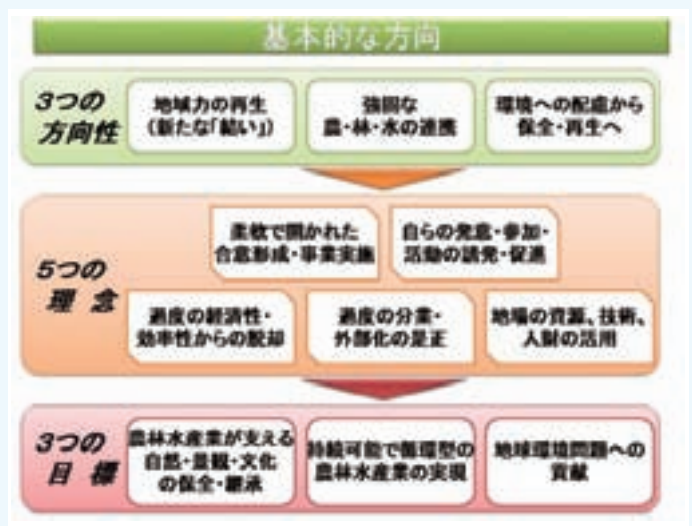 基本的な方向
3つの
方向性
地域力の再生
(新たな「結い」)
強固な
農・林・水の連携
環境への配慮から
保全・再生へ
5つの
理念
柔軟で開かれた
合意形成・事業実施
自らの発意・参加・
活動の誘発・促進
過度の経済性・
効率性からの脱却
過度の分業・
外部化の是正
地場の資源、技術、
人財の活用
3つの
目標
農林水産業が支える
自然・景観・文化
の保全・継承
持続可能で循環型の
農林水産業の実現
地球環境問題への
貢献